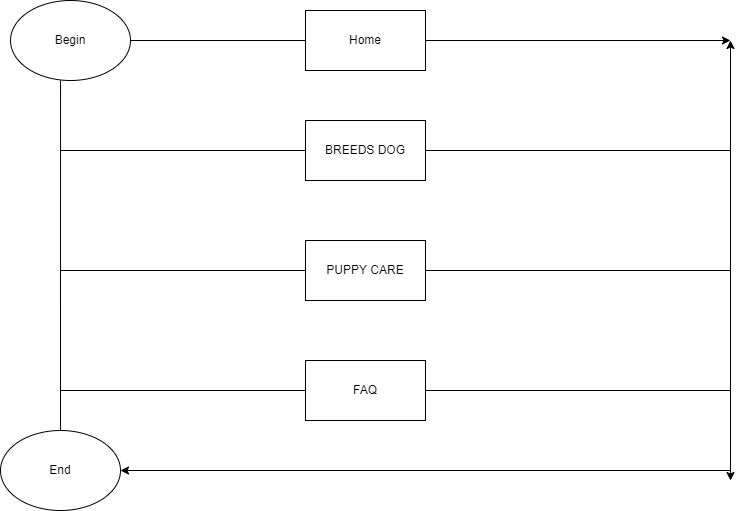 Begin
Home
BREEDS DOG
PUPPY CARE
FAQ
End